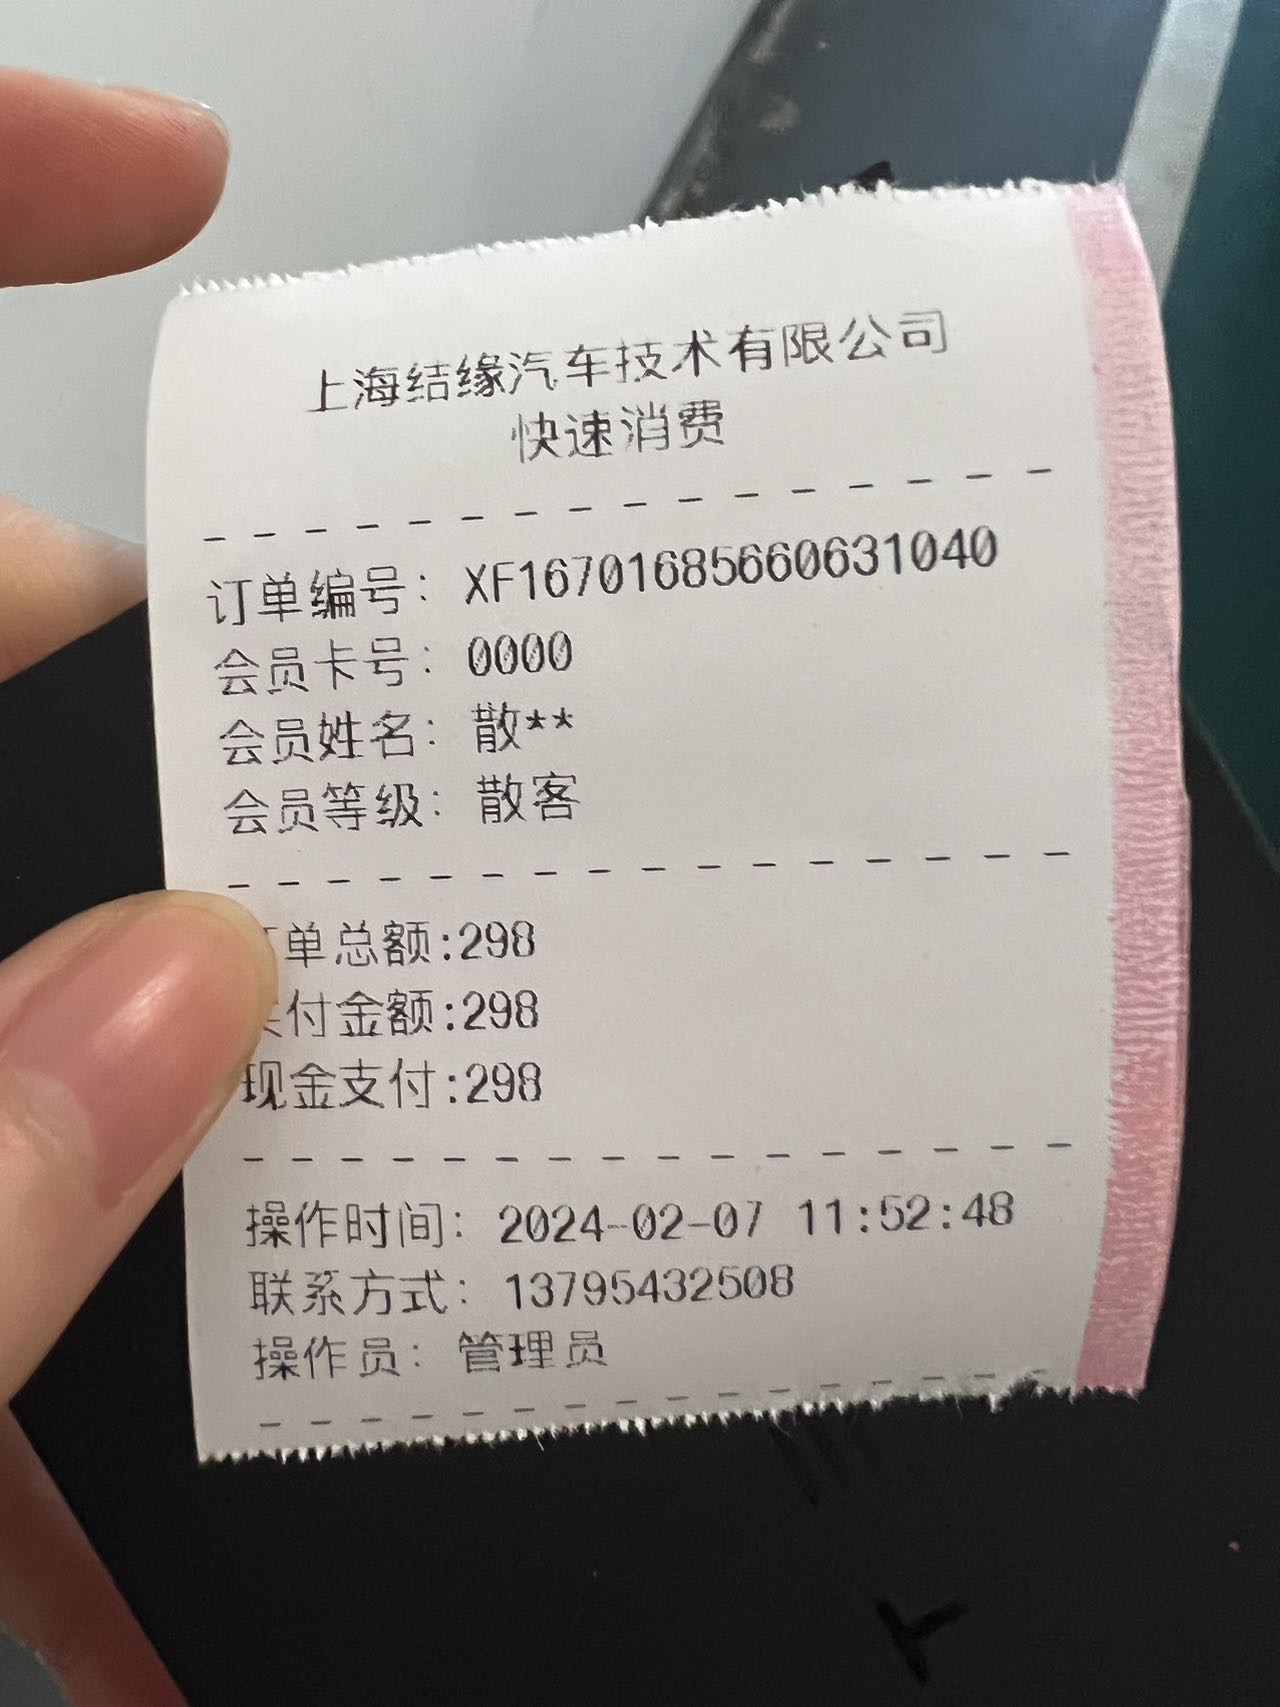 上海结缘汽车技术有限公司
快速消费
订单编号：XF16701685660631040
会员卡号：0000
会员姓名：散**
会员等级：散客
单总额:298
付金额:298
现金支付:298
操作时间：2024-02-07 11:52:48
联系方式：13795432508
操作员：管理员